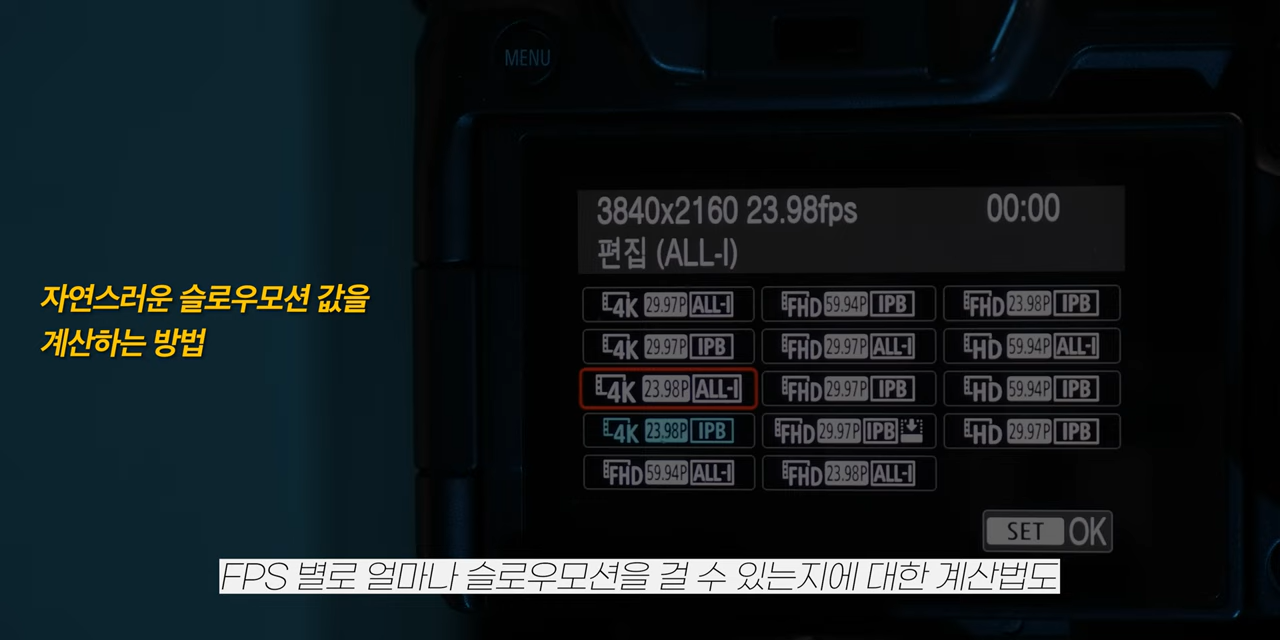 MENU
3840x2160 23.98fps 00:00
편집 (ALL-I)
자연스러운 슬로우모션 값을
계산하는 방법
4K 29.97P ALL-I FHD 59.94P IPB FHD 23.98P IPB
4K 29.97P IPB FHD 29.97P ALL-I HD 59.94P ALL-I
4K 23.98P ALL-I FHD 29.97P IPB HD 59.94P IPB
4K 23.98P IPB FHD 29.97P IPB HD 29.97P IPB
FHD 59.94P ALL-I FHD 23.98P ALL-I
SET OK
FPS 별로 얼마나 슬로우모션을 걸 수 있는지에 대한 계산법도